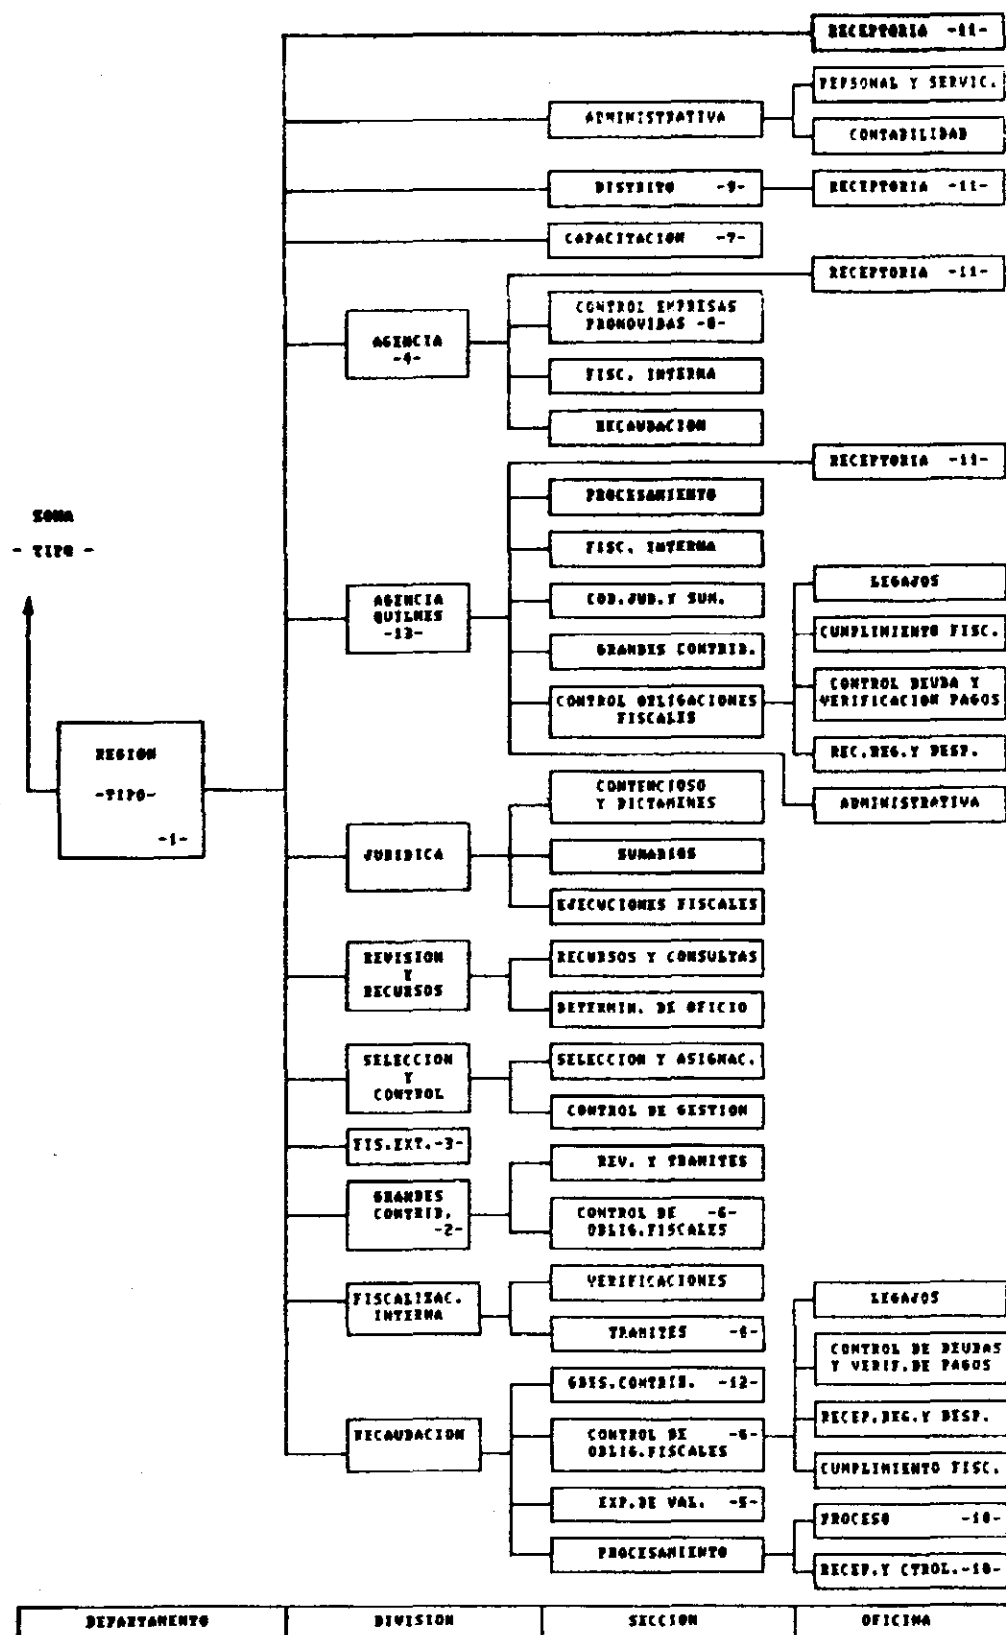 RECEPTORIA -11-
PERSONAL Y SERVIC.
ADMINISTRATIVA
CONTABILIDAD
DISTRITO -9-
RECEPTORIA -11-
CAPACITACION -7-
RECEPTORIA -11-
CONTROL EMPRESAS
PROMOVIDAS -8-
AGENCIA
-4-
FISC. INTERNA
RECAUDACION
RECEPTORIA -11-
PROCESAMIENTO
ZONA
- TIPO -
FISC. INTERNA
LEGAJOS
AGENCIA
QUILMES
-13-
COB.JUD.Y SUM.
CUMPLIMIENTO FISC.
GRANDES CONTRIB.
CONTROL DEUDA Y
VERIFICACION PAGOS
CONTROL OBLIGACIONES
FISCALES
REC.REG.Y DESP.
REGION
-TIPO-
-1-
CONTENCIOSO
Y DICTAMENES
ADMINISTRATIVA
JURIDICA
SUMARIOS
EJECUCIONES FISCALES
REVISION
Y
RECURSOS
RECURSOS Y CONSULTAS
DETERMIN. DE OFICIO
SELECCION
Y
CONTROL
SELECCION Y ASIGNAC.
CONTROL DE GESTION
FIS.EXT.-3-
REV. Y TRAMITES
GRANDES
CONTRIB.
-2-
CONTROL DE -6-
OBLIG.FISCALES
VERIFICACIONES
FISCALIZAC.
INTERNA
LEGAJOS
TRAMITES
CONTROL DE DEUDAS
Y VERIF.DE PAGOS
GDES.CONTRIB. -12-
RECAUDACION
CONTROL DE -6-
OBLIG.FISCALES
RECEP.REG.Y DESP.
CUMPLIMIENTO FISC.
EXP.DE VAL. -5-
PROCESO -10-
PROCESAMIENTO
RECEP.Y CTROL.-10-
DEPARTAMENTO
DIVISION
SECCION
OFICINA